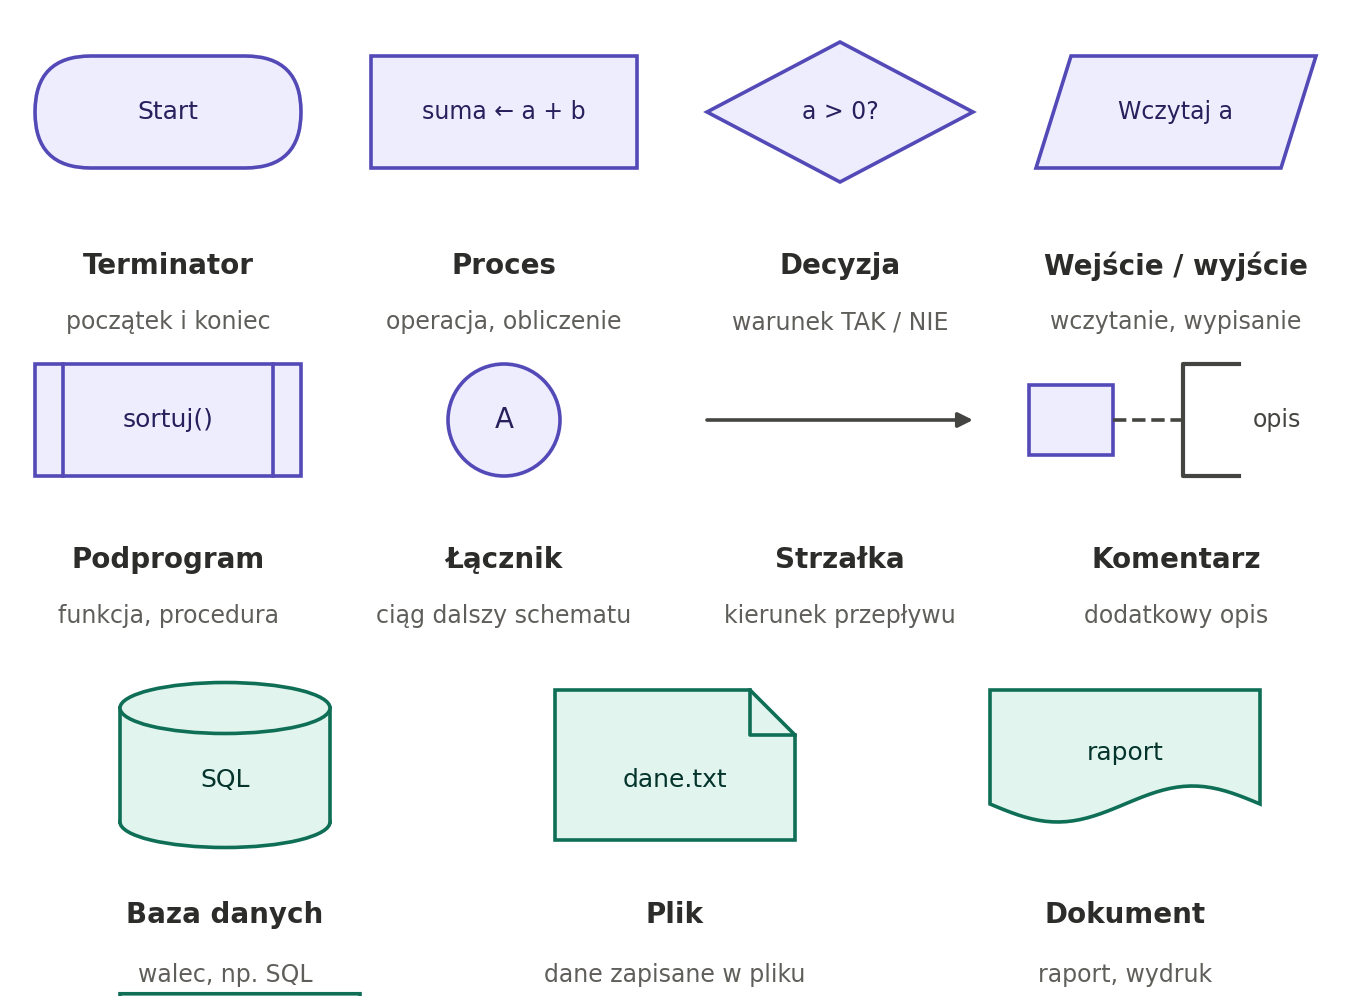 Start
suma ← a + b
a > 0?
Wczytaj a
Terminator
Proces
Decyzja
Wejście / wyjście
początek i koniec
operacja, obliczenie
warunek TAK / NIE
wczytanie, wypisanie
sortuj()
A
opis
Podprogram
Łącznik
Strzałka
Komentarz
funkcja, procedura
ciąg dalszy schematu
kierunek przepływu
dodatkowy opis
SQL
dane.txt
raport
Baza danych
Plik
Dokument
walec, np. SQL
dane zapisane w pliku
raport, wydruk